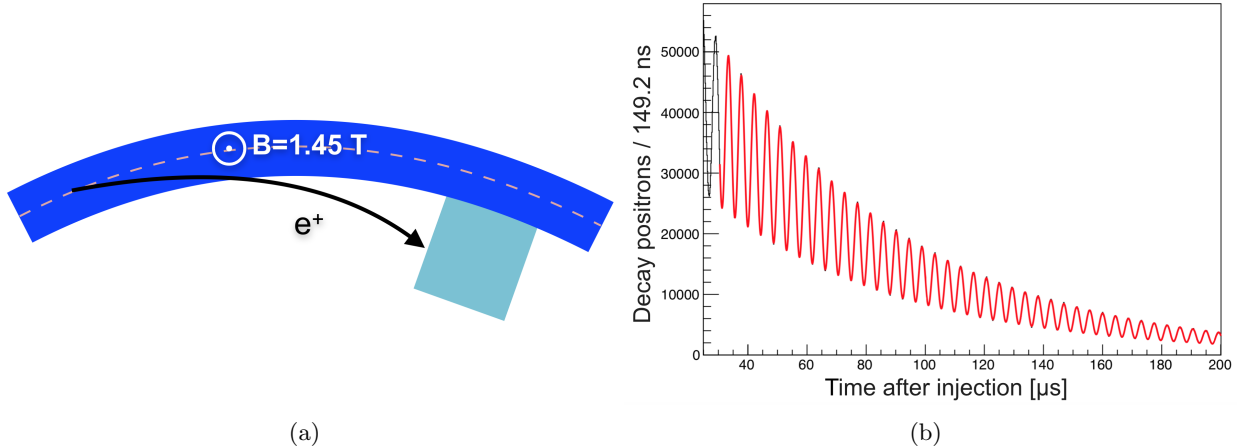 B=1.45 T
e⁺
(a)
Decay positrons / 149.2 ns
50000
40000
30000
20000
10000
0
40 60 80 100 120 140 160 180 200
Time after injection [µs]
(b)